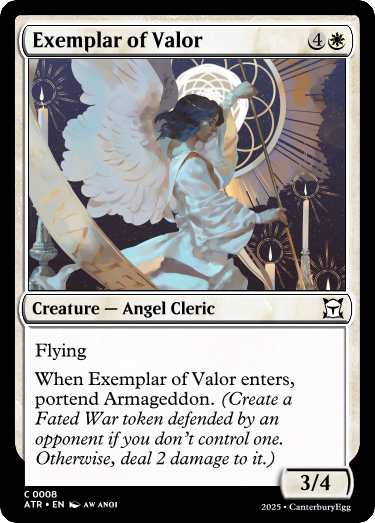 Exemplar of Valor 4
Creature — Angel Cleric
Flying
When Exemplar of Valor enters,
portend Armageddon. (Create a
Fated War token defended by an
opponent if you don't control one.
Otherwise, deal 2 damage to it.)
3/4
C 0008
ATR • EN AW ANOI
2025 • CanterburyEgg